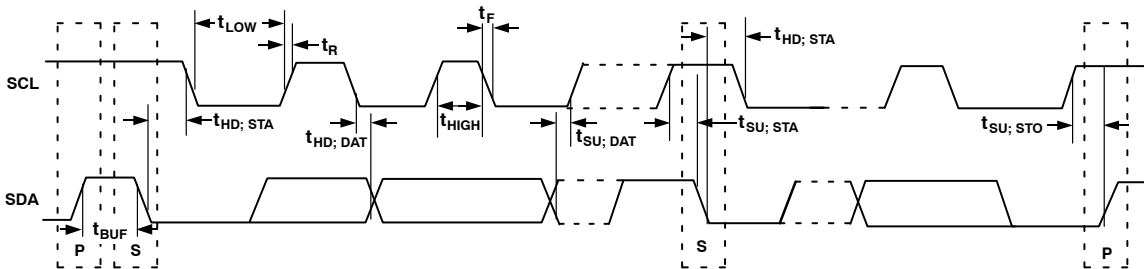 tLOW
tF
tR
tHD; STA
SCL
tHD; STA
tHD; DAT
tHIGH
tSU; DAT
tSU; STA
tSU; STO
SDA
tBUF
P
S
S
P